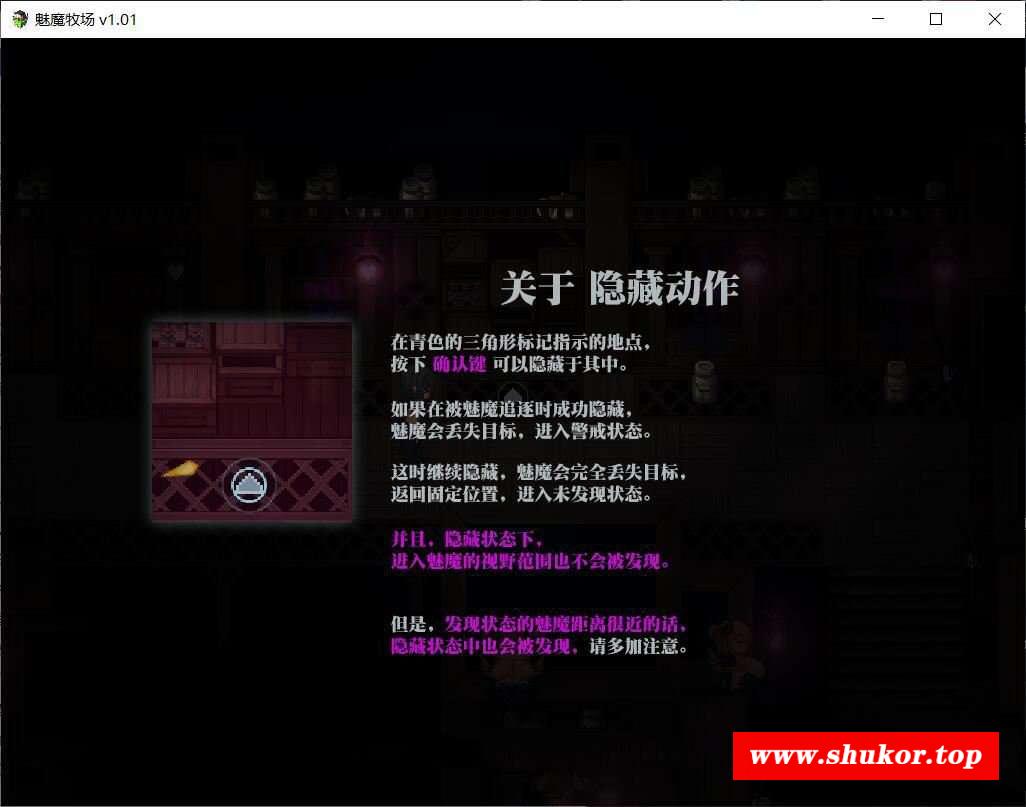 魅魔牧场 v1.01
关于 隐藏动作
在青色的三角形标记指示的地点，
按下 确认键 可以隐藏于其中。
如果在被魅魔追逐时成功隐藏，
魅魔会丢失目标，进入警戒状态。
这时继续隐藏，魅魔会完全丢失目标，
返回固定位置，进入未发现状态。
并且，隐藏状态下，
进入魅魔的视野范围也不会被发现。
但是，发现状态的魅魔距离很近的话，
隐藏状态中也会被发现，请多加注意。
www.shukor.top